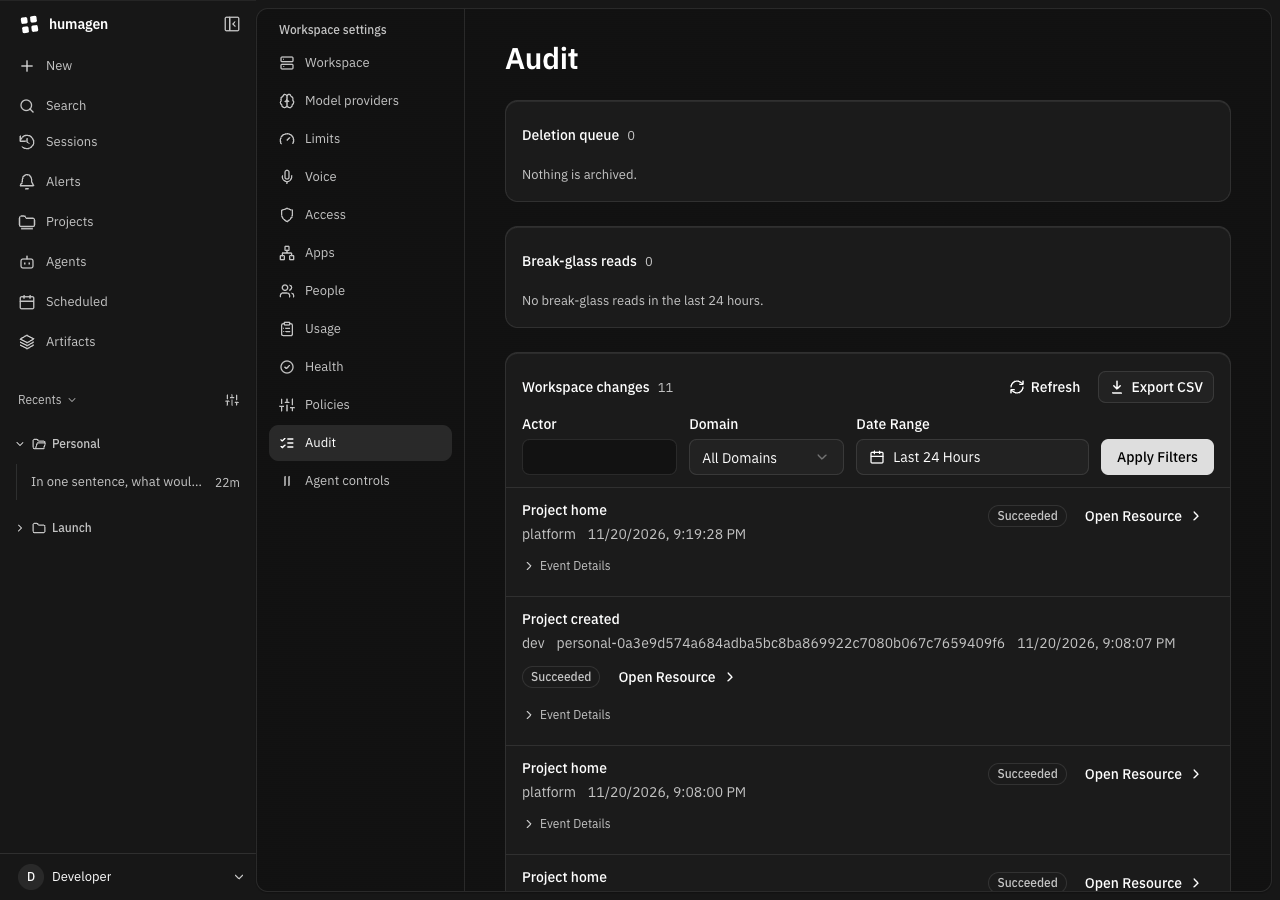 humagen
New
Search
Sessions
Alerts
Projects
Agents
Scheduled
Artifacts
Recents
Personal
In one sentence, what woul... 22m
Launch
D Developer
Workspace settings
Workspace
Model providers
Limits
Voice
Access
Apps
People
Usage
Health
Policies
Audit
Agent controls
Audit
Deletion queue 0
Nothing is archived.
Break-glass reads 0
No break-glass reads in the last 24 hours.
Workspace changes 11 Refresh Export CSV
Actor Domain Date Range
All Domains Last 24 Hours Apply Filters
Project home Succeeded Open Resource
platform 11/20/2026, 9:19:28 PM
Event Details
Project created
dev personal-0a3e9d574a684adba5bc8ba869922c7080b067c7659409f6 11/20/2026, 9:08:07 PM
Succeeded Open Resource
Event Details
Project home Succeeded Open Resource
platform 11/20/2026, 9:08:00 PM
Event Details
Project home Succeeded Open Resource